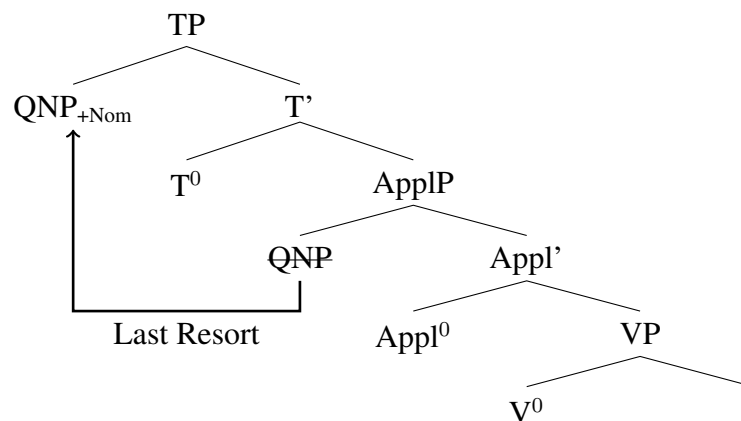 TP
QNP+Nom T’
T0 ApplP
QNP Appl’
Last Resort Appl0 VP
V0